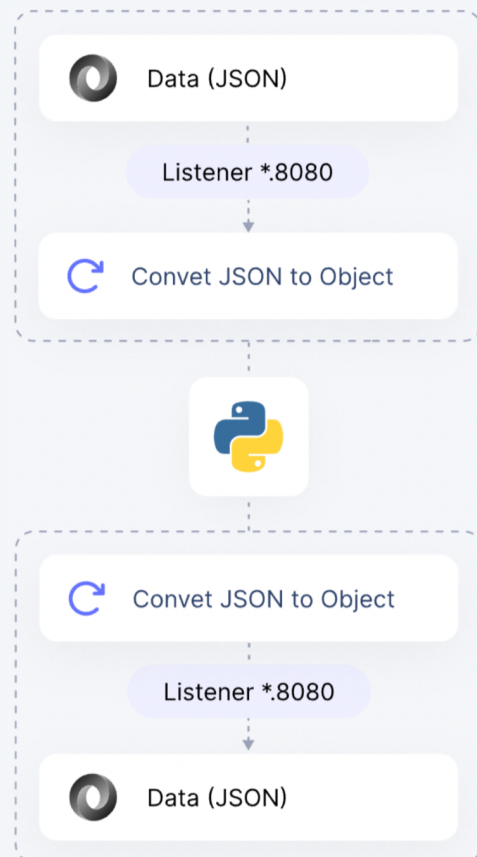 Data (JSON)
Listener *.8080
Convet JSON to Object
Convet JSON to Object
Listener *.8080
Data (JSON)